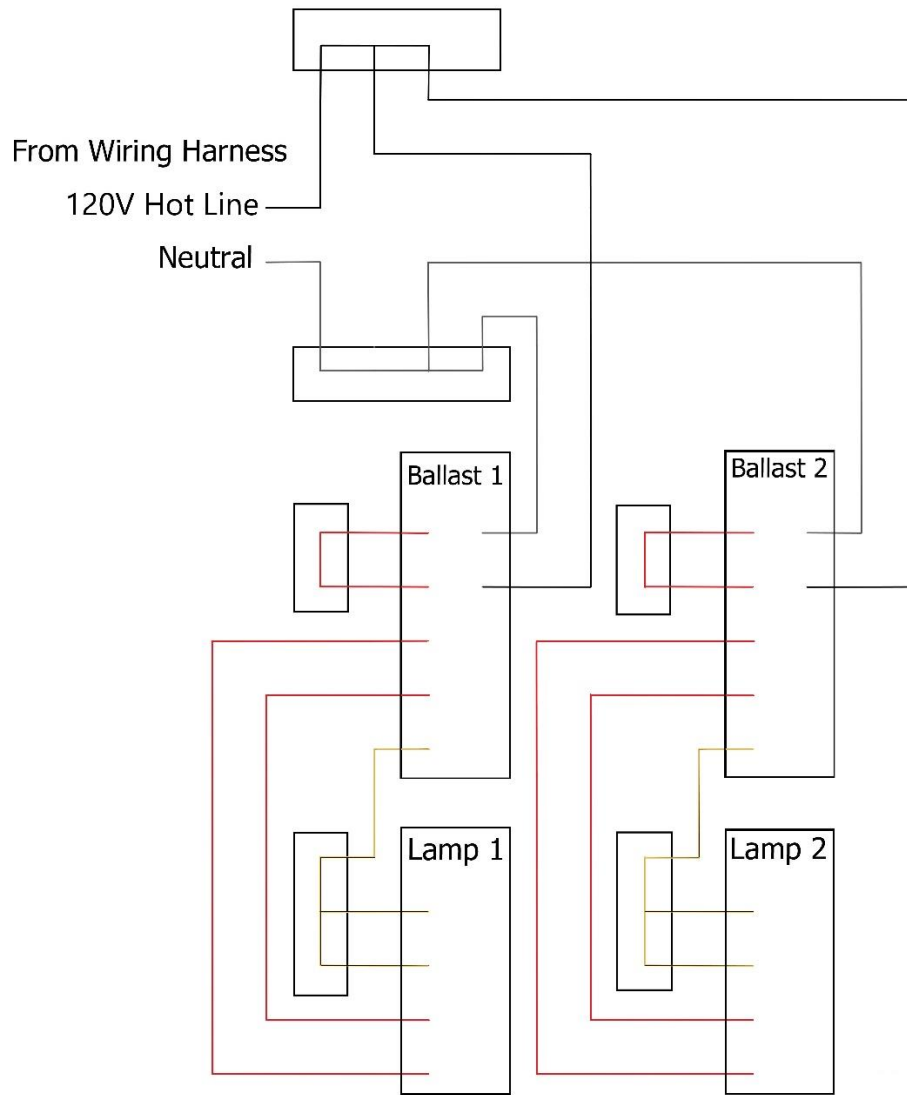 From Wiring Harness
120V Hot Line
Neutral
Ballast 1
Ballast 2
Lamp 1
Lamp 2